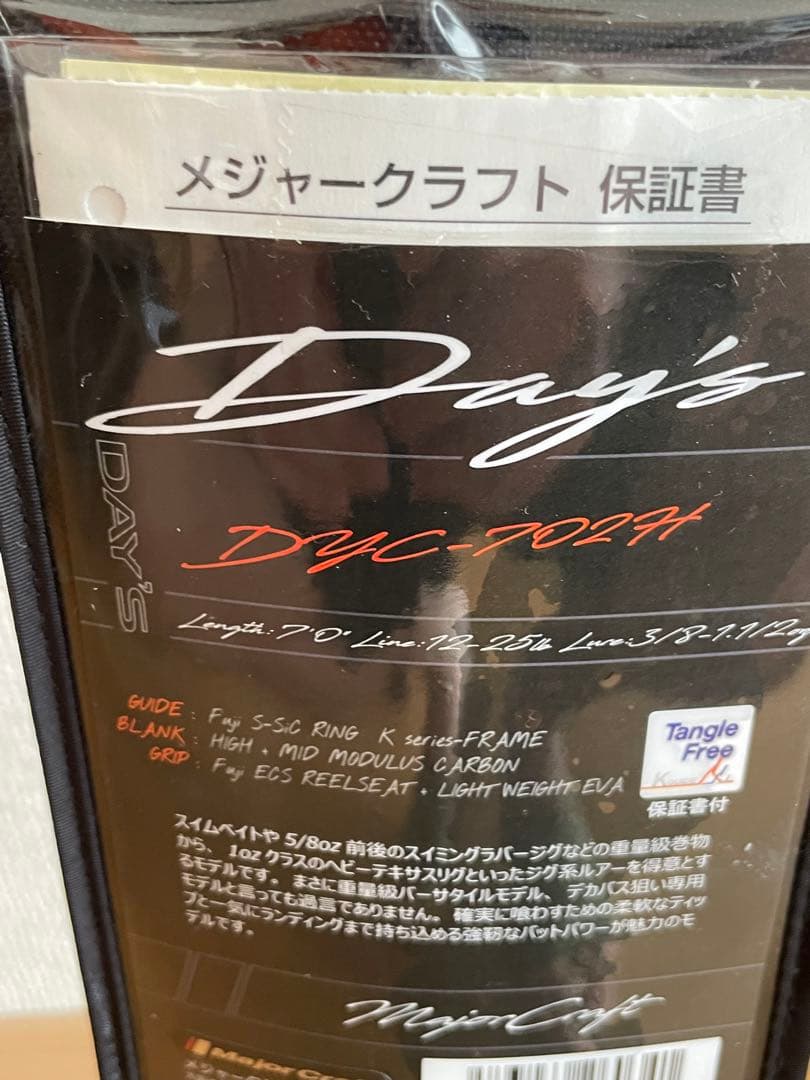 メジャークラフト 保証書
Day's
DAY'S
DYC-702H
Length: 7'0" Line: 12-25lb Lure: 3/8-1.1/2oz
GUIDE : Fuji S-SiC RING K series-FRAME
BLANK : HIGH + MID MODULUS CARBON
GRIP : Fuji ECS REELSEAT + LIGHT WEIGHT EVA
Tangle
Free
保証書付
スイムベイトや 5/8oz 前後のスイミングラバージグなどの重量級巻物
から、 1oz クラスのヘビーテキサスリグといったジグ系ルアーを得意とす
るモデルです。 まさに重量級バーサタイルモデル、 デカバス狙い専用
モデルと言っても過言でありません。 確実に喰わすための柔軟なティッ
プと一気にランディングまで持ち込める強靭なバットパワーが魅力のモ
デルです。
Major Craft
Major Craft